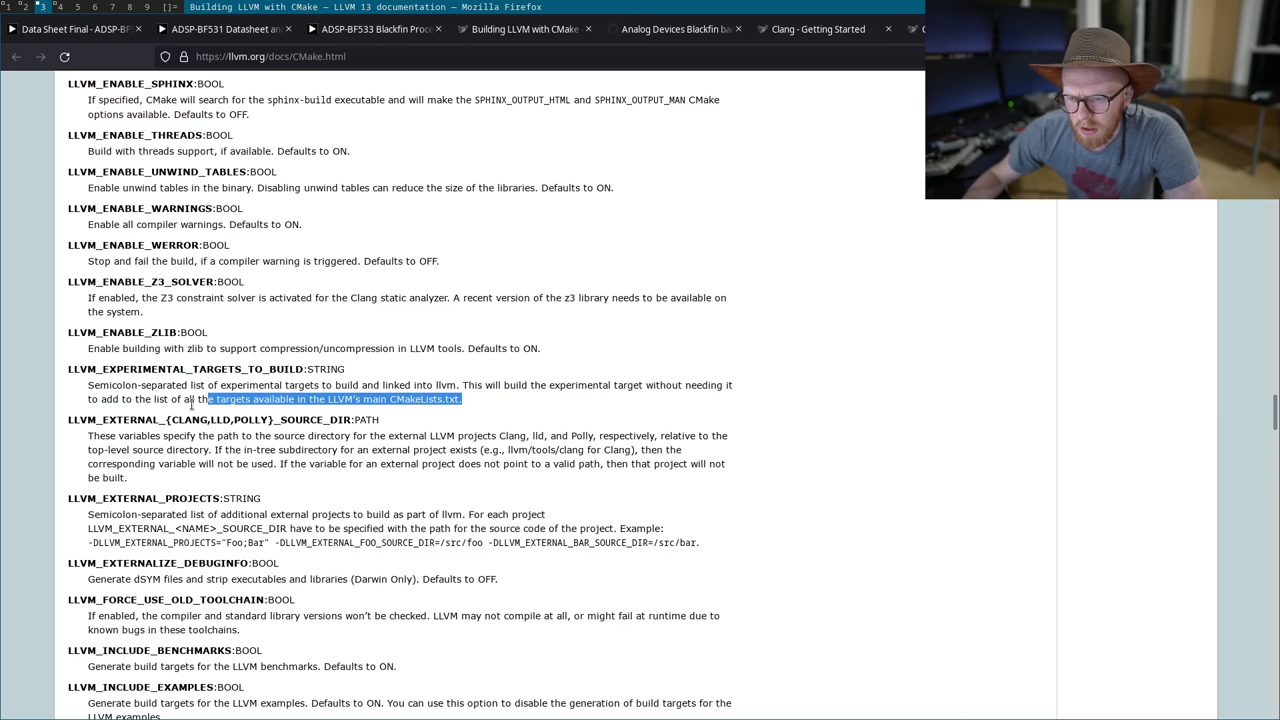 1 2 3 4 5 6 7 8 9 []= Building LLVM with CMake — LLVM 13 documentation — Mozilla Firefox
Data Sheet Final - ADSP-BF5 ADSP-BF531 Datasheet an ADSP-BF533 Blackfin Proce Building LLVM with CMake Analog Devices Blackfin ba Clang - Getting Started
https://llvm.org/docs/CMake.html
LLVM_ENABLE_SPHINX:BOOL
If specified, CMake will search for the sphinx-build executable and will make the SPHINX_OUTPUT_HTML and SPHINX_OUTPUT_MAN CMake
options available. Defaults to OFF.
LLVM_ENABLE_THREADS:BOOL
Build with threads support, if available. Defaults to ON.
LLVM_ENABLE_UNWIND_TABLES:BOOL
Enable unwind tables in the binary. Disabling unwind tables can reduce the size of the libraries. Defaults to ON.
LLVM_ENABLE_WARNINGS:BOOL
Enable all compiler warnings. Defaults to ON.
LLVM_ENABLE_WERROR:BOOL
Stop and fail the build, if a compiler warning is triggered. Defaults to OFF.
LLVM_ENABLE_Z3_SOLVER:BOOL
If enabled, the Z3 constraint solver is activated for the Clang static analyzer. A recent version of the z3 library needs to be available on
the system.
LLVM_ENABLE_ZLIB:BOOL
Enable building with zlib to support compression/uncompression in LLVM tools. Defaults to ON.
LLVM_EXPERIMENTAL_TARGETS_TO_BUILD:STRING
Semicolon-separated list of experimental targets to build and linked into llvm. This will build the experimental target without needing it
to add to the list of all the targets available in the LLVM's main CMakeLists.txt.
LLVM_EXTERNAL_{CLANG,LLD,POLLY}_SOURCE_DIR:PATH
These variables specify the path to the source directory for the external LLVM projects Clang, lld, and Polly, respectively, relative to the
top-level source directory. If the in-tree subdirectory for an external project exists (e.g., llvm/tools/clang for Clang), then the
corresponding variable will not be used. If the variable for an external project does not point to a valid path, then that project will not
be built.
LLVM_EXTERNAL_PROJECTS:STRING
Semicolon-separated list of additional external projects to build as part of llvm. For each project
LLVM_EXTERNAL_<NAME>_SOURCE_DIR have to be specified with the path for the source code of the project. Example:
-DLLVM_EXTERNAL_PROJECTS="Foo;Bar" -DLLVM_EXTERNAL_FOO_SOURCE_DIR=/src/foo -DLLVM_EXTERNAL_BAR_SOURCE_DIR=/src/bar.
LLVM_EXTERNALIZE_DEBUGINFO:BOOL
Generate dSYM files and strip executables and libraries (Darwin Only). Defaults to OFF.
LLVM_FORCE_USE_OLD_TOOLCHAIN:BOOL
If enabled, the compiler and standard library versions won't be checked. LLVM may not compile at all, or might fail at runtime due to
known bugs in these toolchains.
LLVM_INCLUDE_BENCHMARKS:BOOL
Generate build targets for the LLVM benchmarks. Defaults to ON.
LLVM_INCLUDE_EXAMPLES:BOOL
Generate build targets for the LLVM examples. Defaults to ON. You can use this option to disable the generation of build targets for the
LLVM examples.